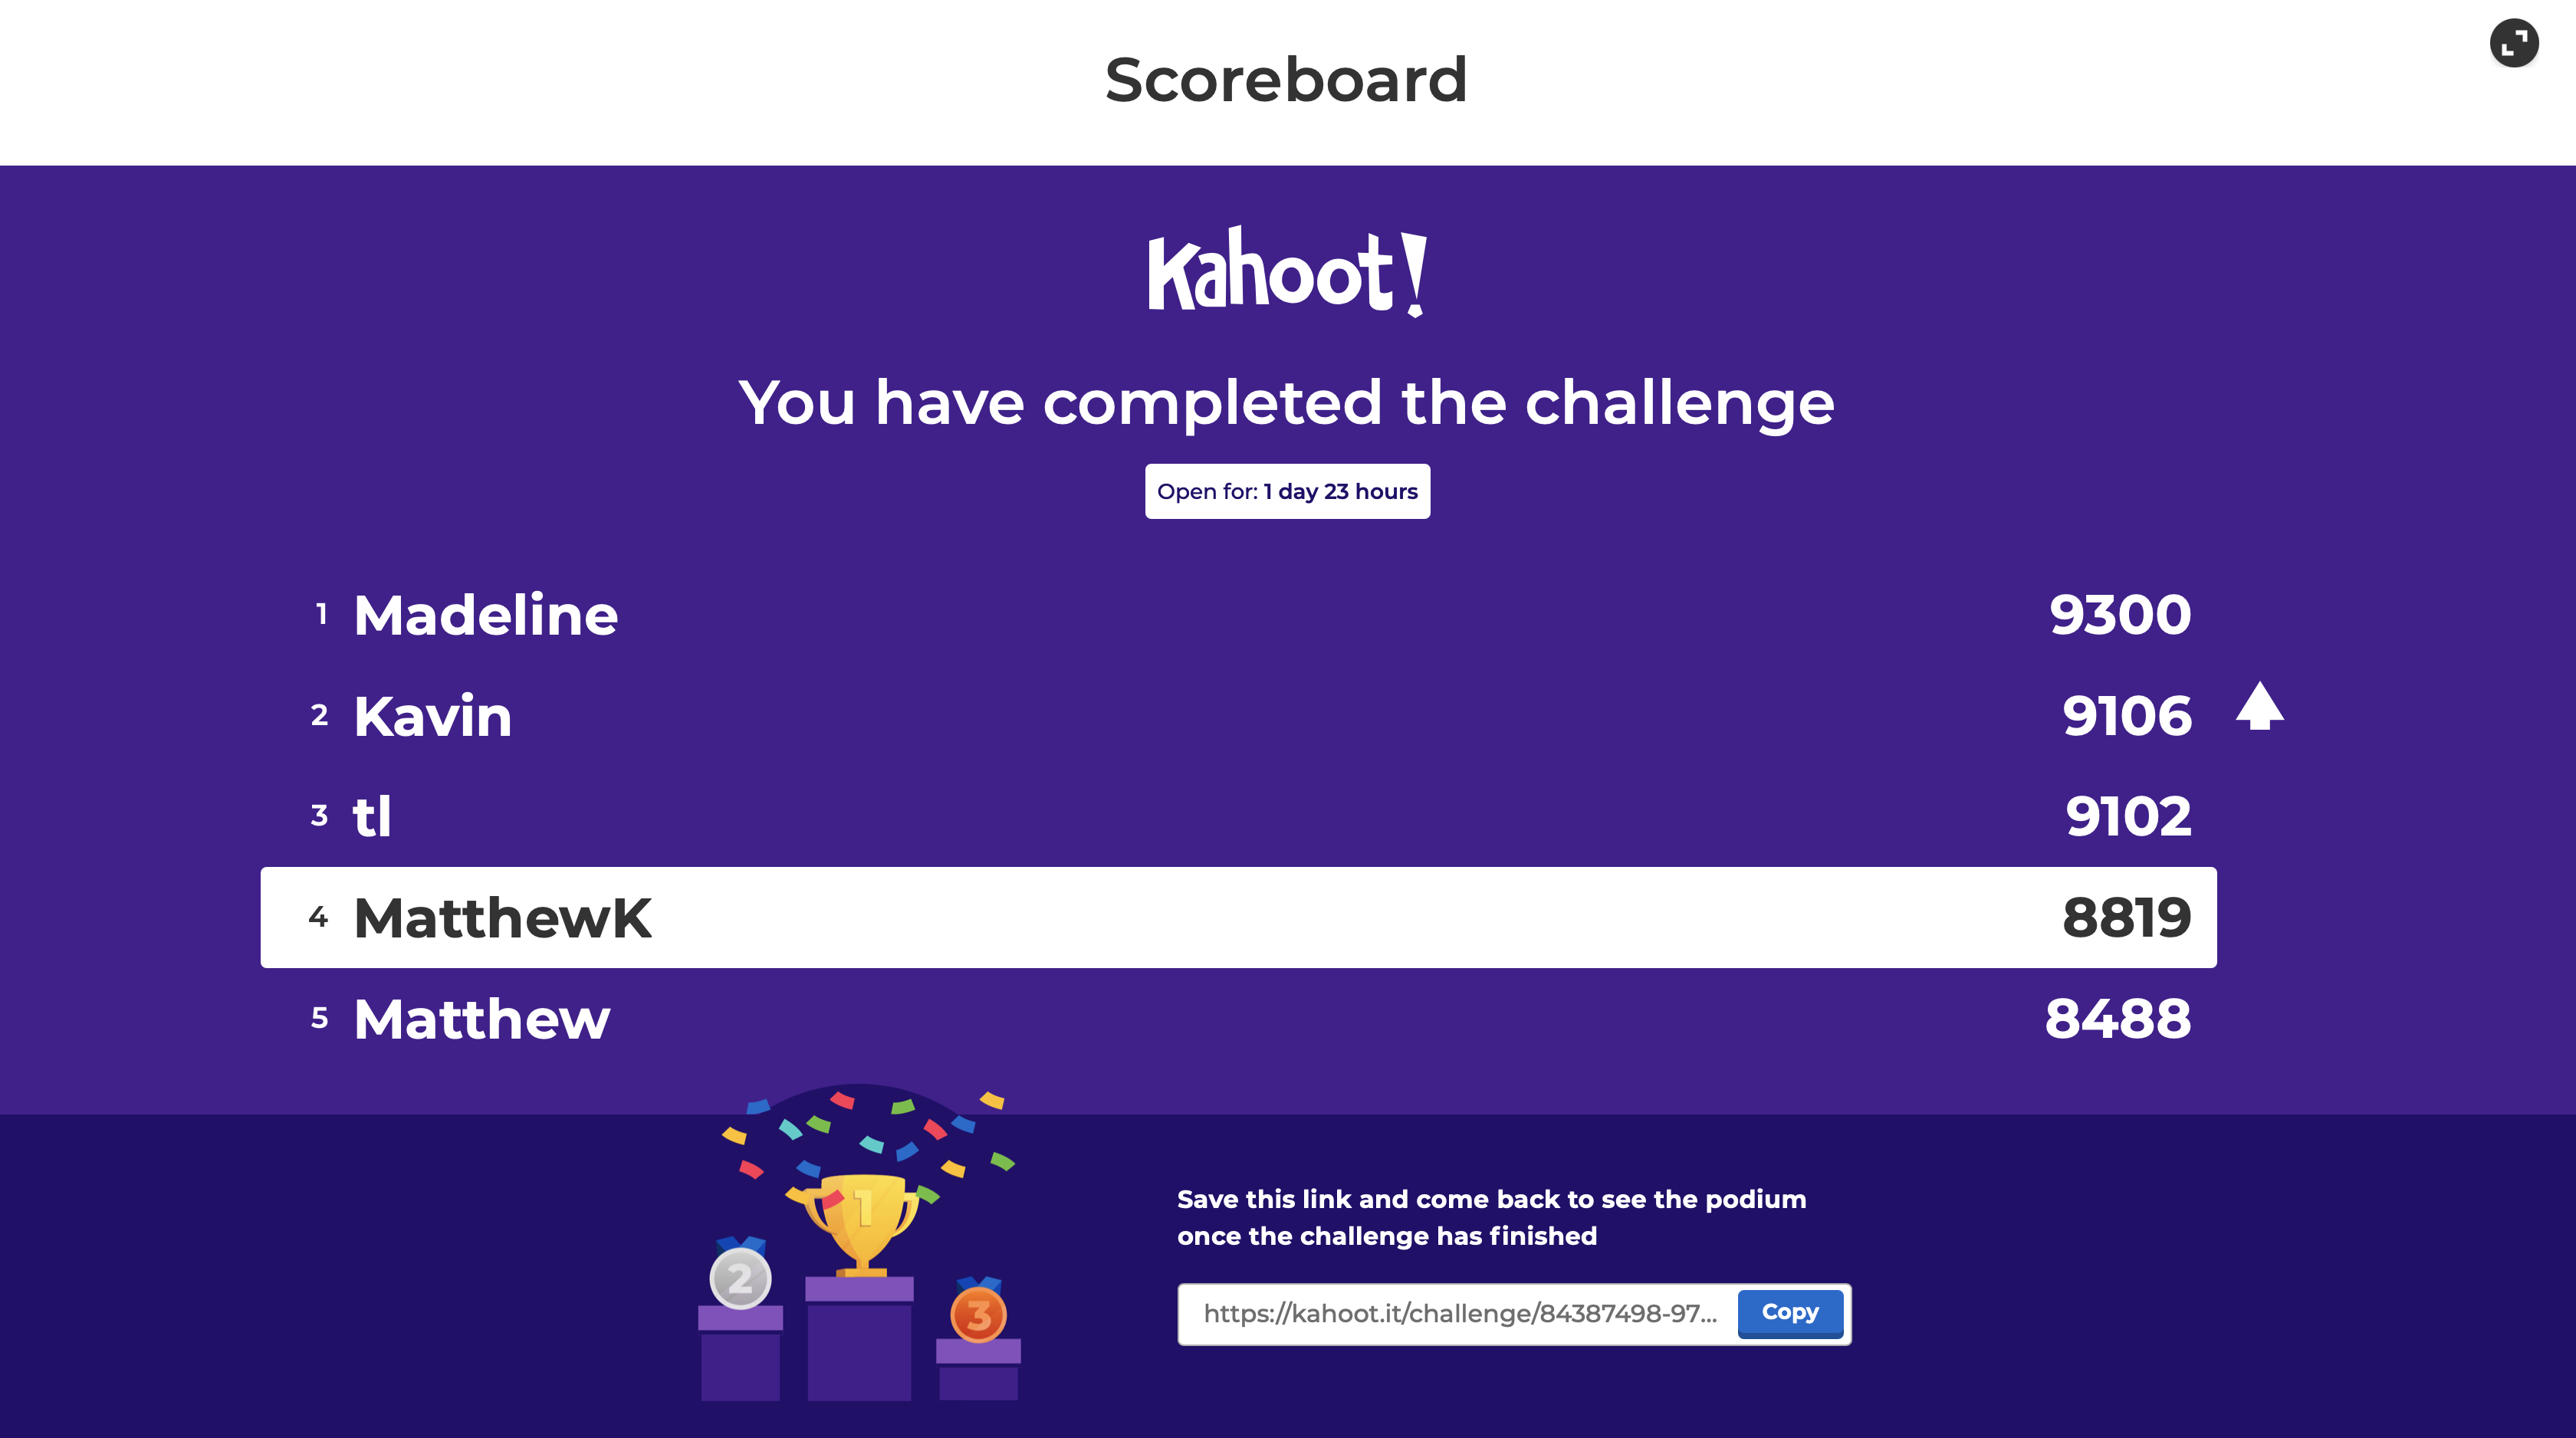 Scoreboard
Kahoot!
You have completed the challenge
Open for: 1 day 23 hours
1 Madeline 9300
2 Kavin 9106
3 tl 9102
4 MatthewK 8819
5 Matthew 8488
1
2
3
Save this link and come back to see the podium
once the challenge has finished
https://kahoot.it/challenge/84387498-97... Copy